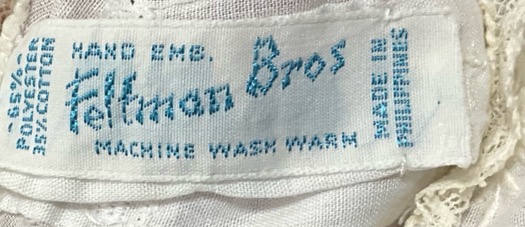 65%
POLYESTER
35% COTTON
HAND EMB.
Feltman Bros
MACHINE WASH WARM
MADE IN
PHILIPPINES